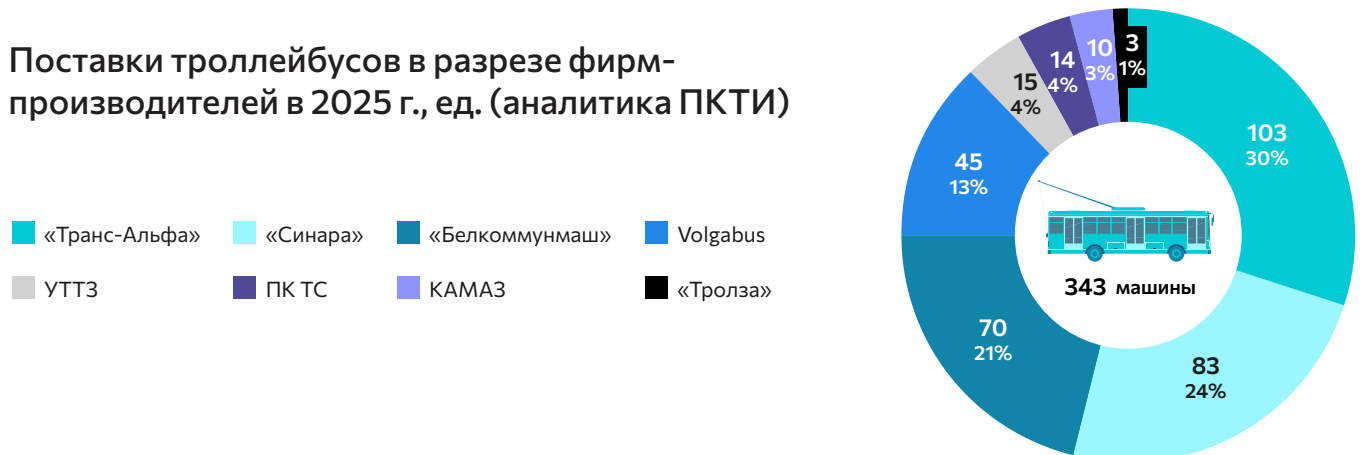 Поставки троллейбусов в разрезе фирм-
производителей в 2025 г., ед. (аналитика ПКТИ)
«Транс-Альфа»
«Синара»
«Белкоммунмаш»
Volgabus
УТТЗ
ПК ТС
КАМАЗ
«Тролза»
103
30%
83
24%
70
21%
45
13%
15
4%
14
4%
10
3%
3
1%
343 машины